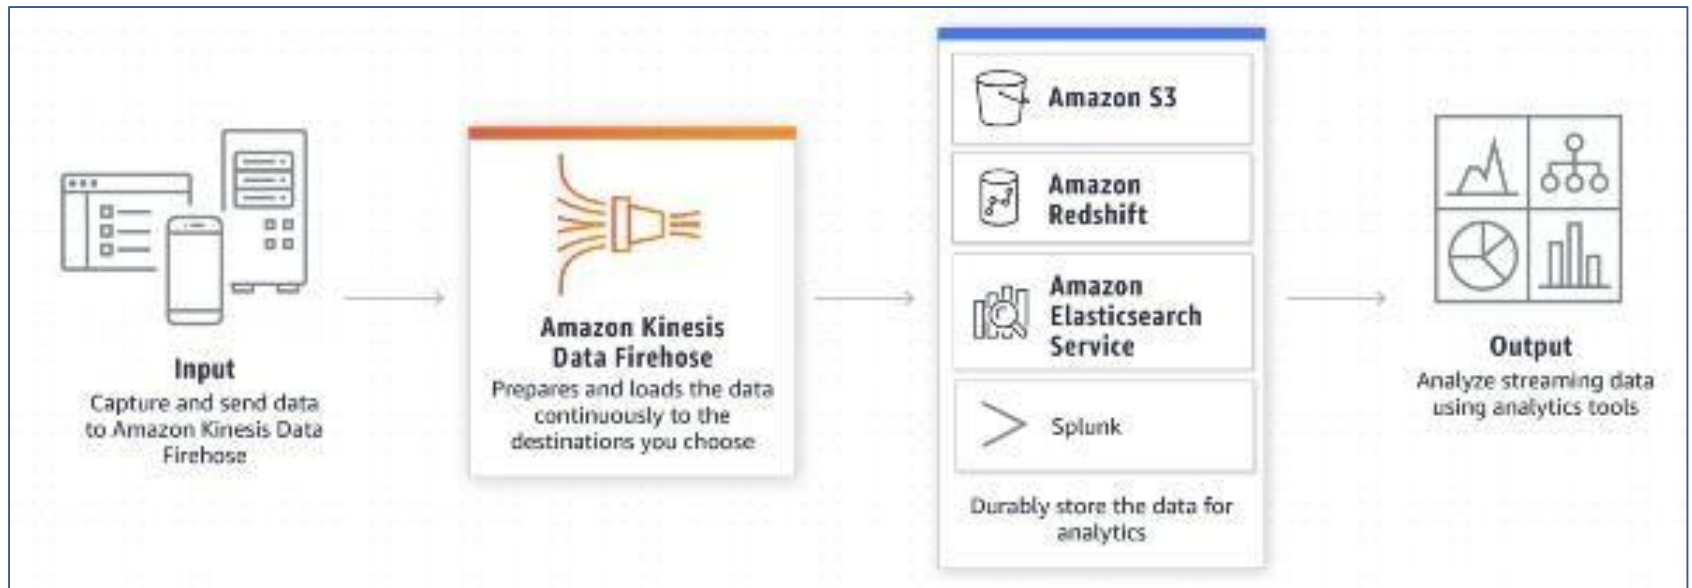 Input
Capture and send data
to Amazon Kinesis Data
Firehose
Amazon Kinesis
Data Firehose
Prepares and loads the data
continuously to the
destinations you choose
Amazon S3
Amazon
Redshift
Amazon
Elasticsearch
Service
Splunk
Durably store the data for
analytics
Output
Analyze streaming data
using analytics tools